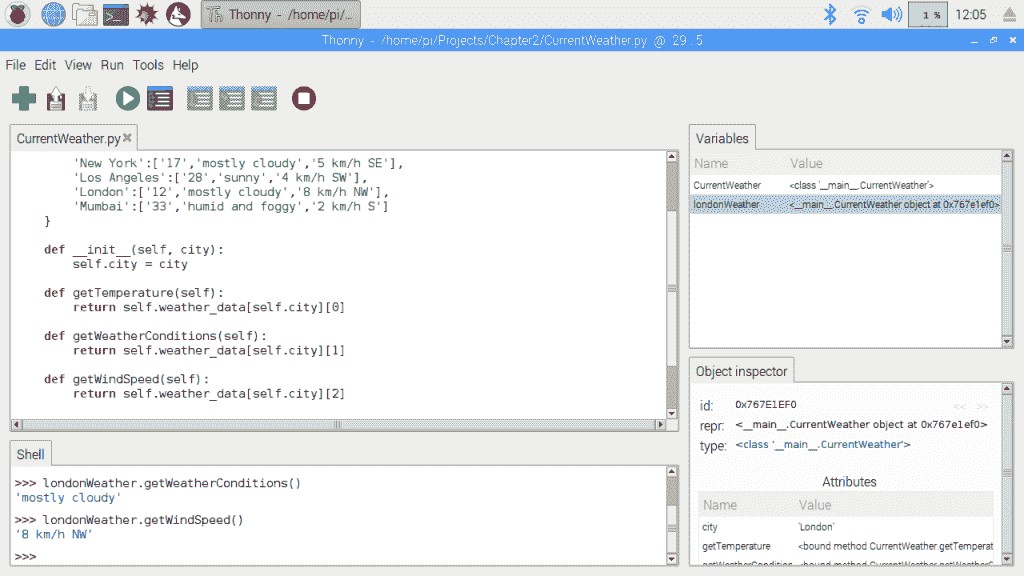 Thonny - /home/pi/...
1 %
12:05
Thonny - /home/pi/Projects/Chapter2/CurrentWeather.py @ 29 . 5
File Edit View Run Tools Help
CurrentWeather.py
'New York':['17','mostly cloudy','5 km/h SE'],
'Los Angeles':['28','sunny','4 km/h SW'],
'London':['12','mostly cloudy','8 km/h NW'],
'Mumbai':['33','humid and foggy','2 km/h S']
}
def __init__(self, city):
self.city = city
def getTemperature(self):
return self.weather_data[self.city][0]
def getWeatherConditions(self):
return self.weather_data[self.city][1]
def getWindSpeed(self):
return self.weather_data[self.city][2]
Shell
>>> londonWeather.getWeatherConditions()
'mostly cloudy'
>>> londonWeather.getWindSpeed()
'8 km/h NW'
>>>
Variables
Name Value
CurrentWeather <class '__main__.CurrentWeather'>
londonWeather <__main__.CurrentWeather object at 0x767e1ef0>
Object inspector
id: 0x767E1EF0
<< >>
repr: <__main__.CurrentWeather object at 0x767e1ef0>
type: <class '__main__.CurrentWeather'>
Attributes
Name Value
city 'London'
getTemperature <bound method CurrentWeather.getTemperat